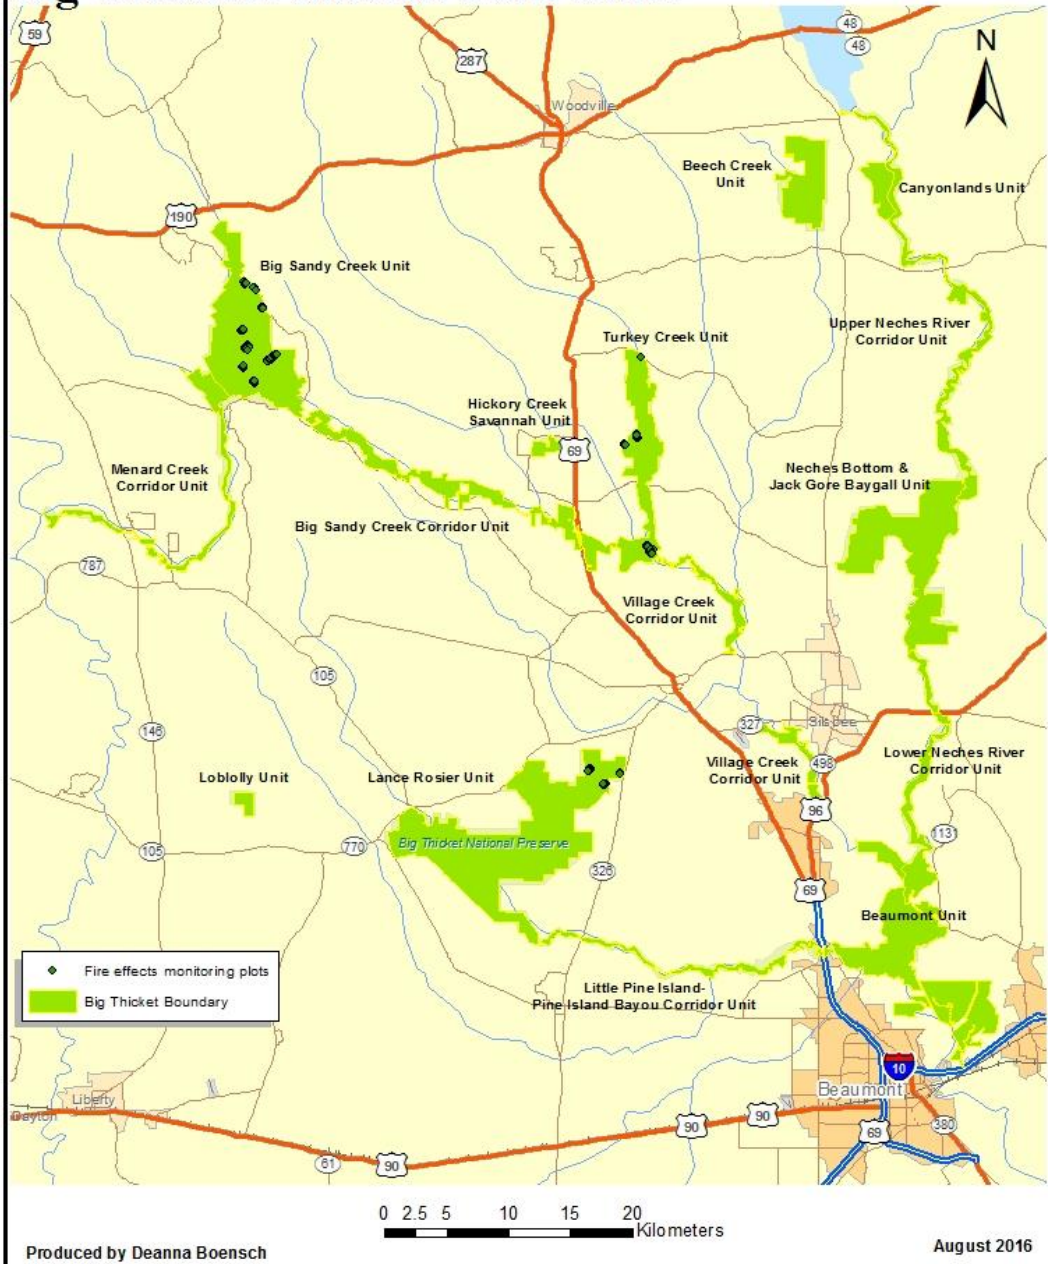 59
48
48
287
N
Woodville
Beech Creek
Unit
Canyonlands Unit
190
Big Sandy Creek Unit
Upper Neches River
Corridor Unit
Turkey Creek Unit
Hickory Creek
Savannah Unit
69
Menard Creek
Corridor Unit
Neches Bottom &
Jack Gore Baygall Unit
Big Sandy Creek Corridor Unit
787
Village Creek
Corridor Unit
105
146
327
Silsbee
Loblolly Unit
Lance Rosier Unit
Village Creek
Corridor Unit
498
Lower Neches River
Corridor Unit
96
1131
105
770
Big Thicket National Preserve
326
69
Beaumont Unit
Fire effects monitoring plots
Big Thicket Boundary
Little Pine Island-
Pine Island Bayou Corridor Unit
10
Beaumont
Liberty
Dayton
90
90
69
380
61
90
0 2.5 5 10 15 20
Kilometers
Produced by Deanna Boensch
August 2016